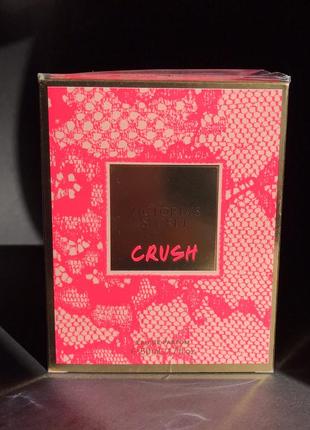 VICTORIA'S
SECRET
CRUSH
EAU DE PARFUM